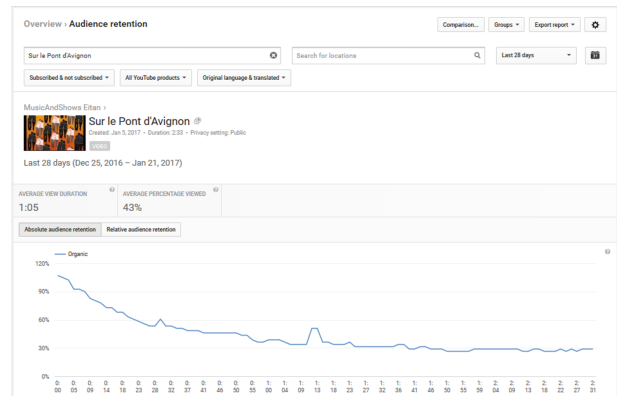 Overview › Audience retention
Comparison... Groups Export report
Sur le Pont d'Avignon Search for locations Last 28 days
Subscribed & not subscribed All YouTube products Original language & translated
MusicAndShows Eitan ›
Sur le Pont d'Avignon
Created: Jan 5, 2017 • Duration: 2:33 • Privacy setting: Public
VIDEO
Last 28 days (Dec 25, 2016 – Jan 21, 2017)
AVERAGE VIEW DURATION AVERAGE PERCENTAGE VIEWED
1:05 43%
Absolute audience retention Relative audience retention
Organic
120%
90%
60%
30%
0%
0:00 0:05 0:09 0:14 0:18 0:23 0:28 0:32 0:37 0:41 0:46 0:50 0:55 1:00 1:04 1:09 1:13 1:18 1:23 1:27 1:32 1:36 1:41 1:46 1:50 1:55 1:59 2:04 2:09 2:13 2:18 2:22 2:27 2:31